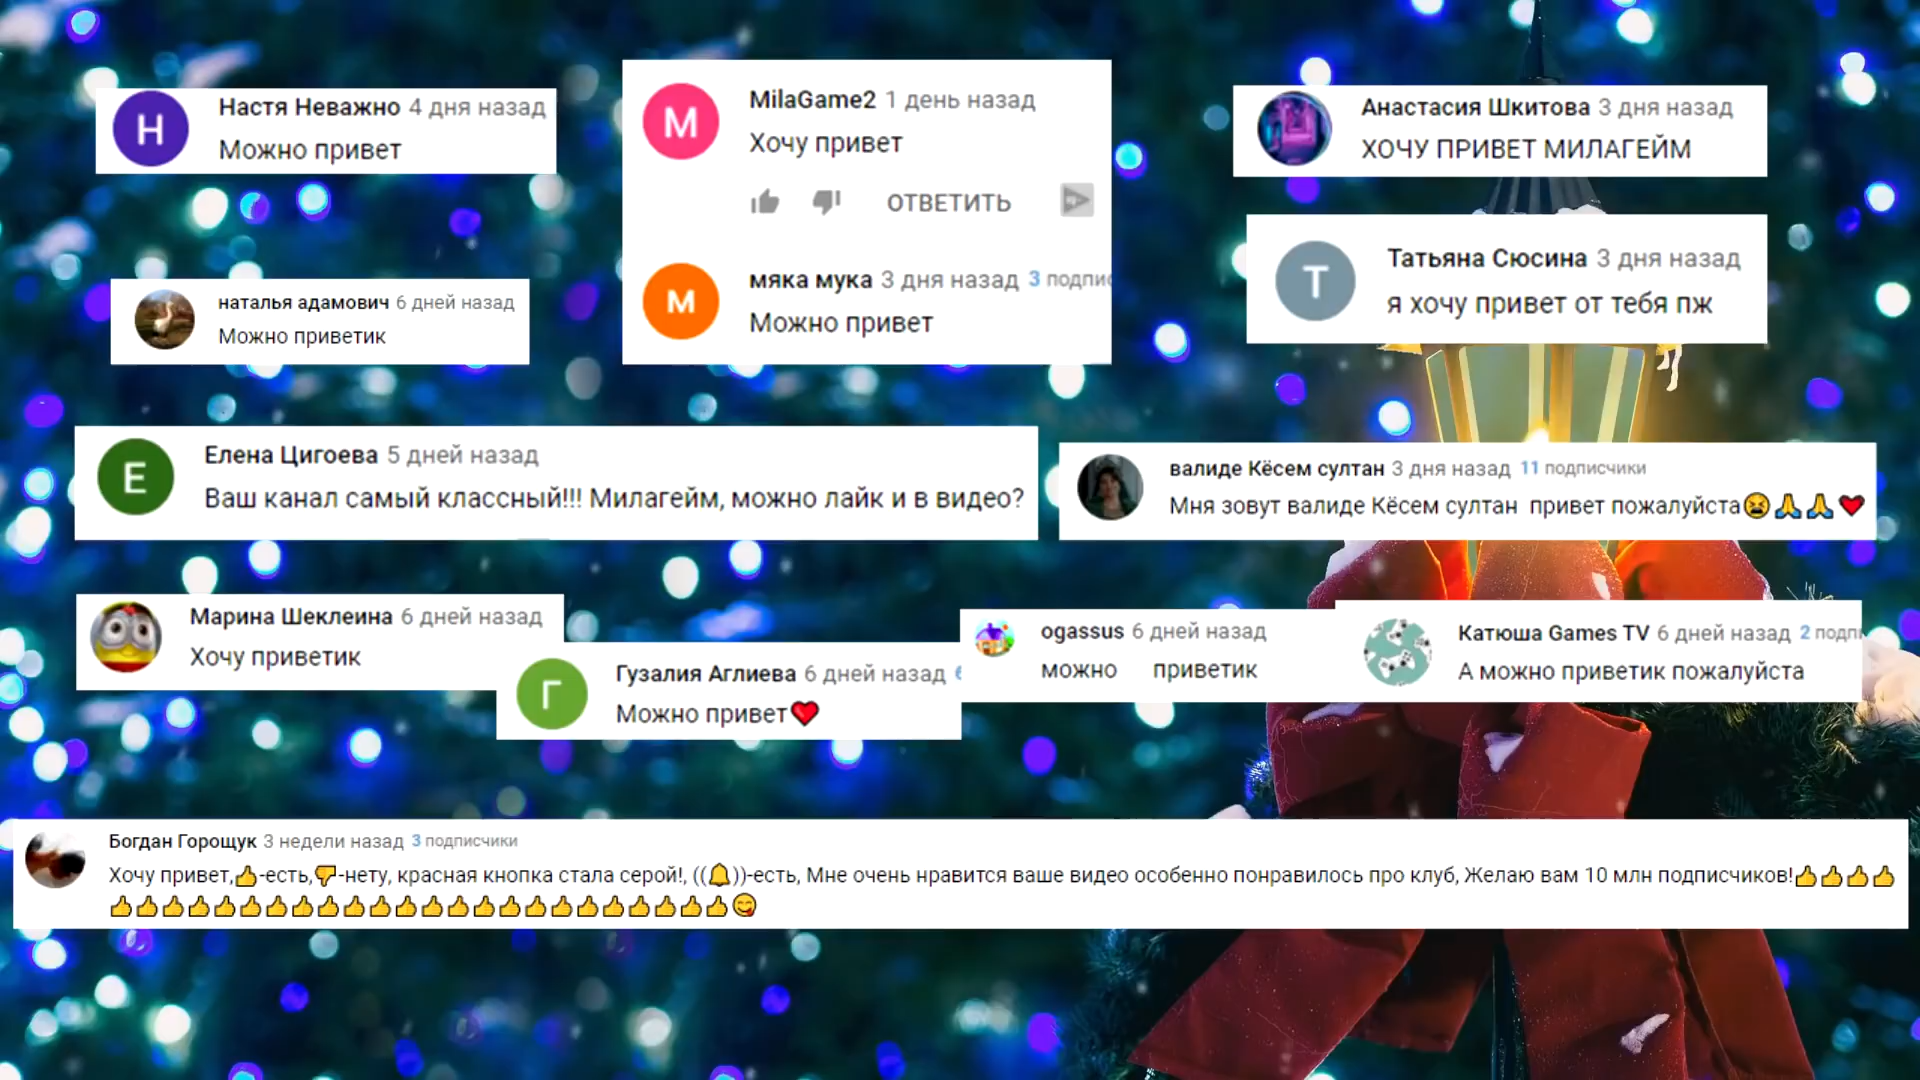 Настя Неважно 4 дня назад
Можно привет
MilaGame2 1 день назад
Хочу привет
ОТВЕТИТЬ
мяка мука 3 дня назад 3
Можно привет
Анастасия Шкитова 3 дня назад
ХОЧУ ПРИВЕТ МИЛАГЕЙМ
Татьяна Сюсина 3 дня назад
я хочу привет от тебя пж
наталья адамович 6 дней назад
Можно приветик
Елена Цигоева 5 дней назад
Ваш канал самый классный!!! Милагейм, можно лайк и в видео?
валиде Кёсем султан 3 дня назад 11 подписчики
Мня зовут валиде Кёсем султан привет пожалуйста😫🙏🙏❤
Марина Шеклеина 6 дней назад
Хочу приветик
Гузалия Аглиева 6 дней назад
Можно привет❤
ogassus 6 дней назад
можно приветик
Катюша Games TV 6 дней назад 2
А можно приветик пожалуйста
Богдан Горощук 3 недели назад 3 подписчики
Хочу привет,👍-есть,👎-нету, красная кнопка стала серой!, ((🔔))-есть, Мне очень нравится ваше видео особенно понравилось про клуб, Желаю вам 10 млн подписчиков!👍👍👍👍
👍👍👍👍👍👍👍👍👍👍👍👍👍👍👍👍👍👍👍👍👍👍👍👍😋